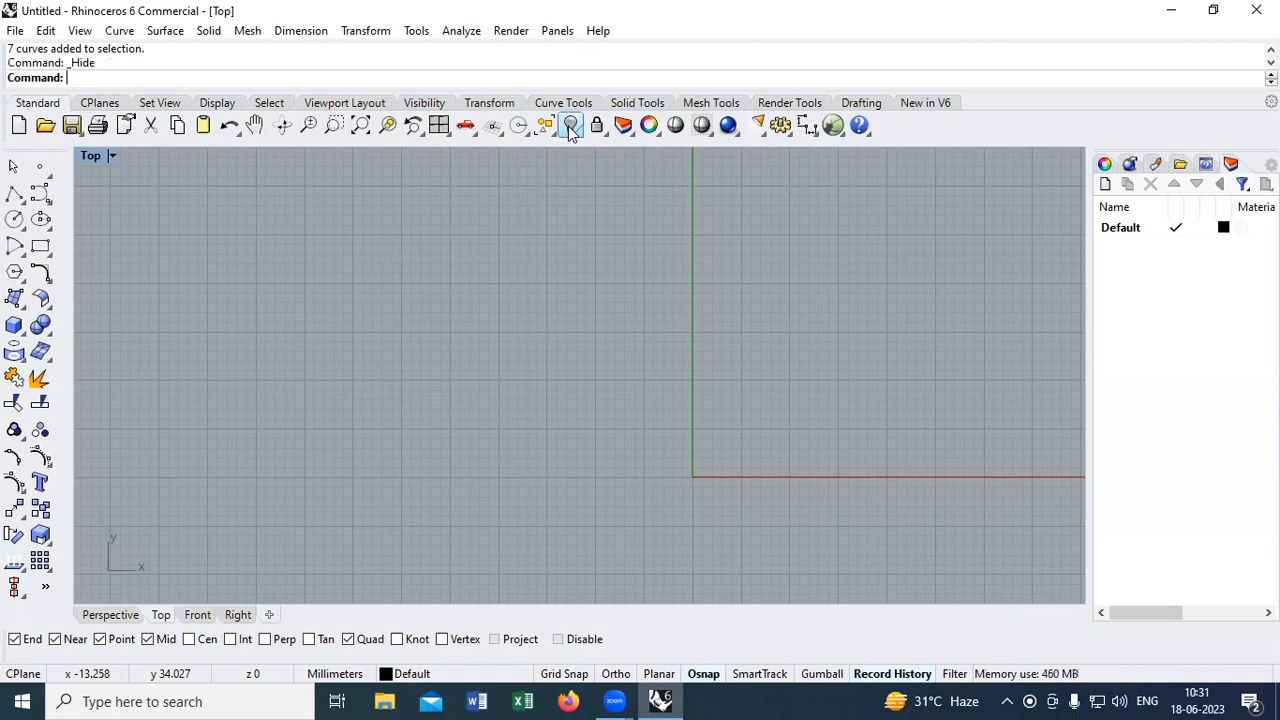 Untitled - Rhinoceros 6 Commercial - [Top]
File Edit View Curve Surface Solid Mesh Dimension Transform Tools Analyze Render Panels Help
7 curves added to selection.
Command: _Hide
Command:
Standard CPlanes Set View Display Select Viewport Layout Visibility Transform Curve Tools Solid Tools Mesh Tools Render Tools Drafting New in V6
Top
Name Materia
Default
y
x
Perspective Top Front Right
End Near Point Mid Cen Int Perp Tan Quad Knot Vertex Project Disable
CPlane x -13.258 y 34.027 z 0 Millimeters Default Grid Snap Ortho Planar Osnap SmartTrack Gumball Record History Filter Memory use: 460 MB
Type here to search
zoom
31°C Haze
ENG
10:31
18-06-2023
2